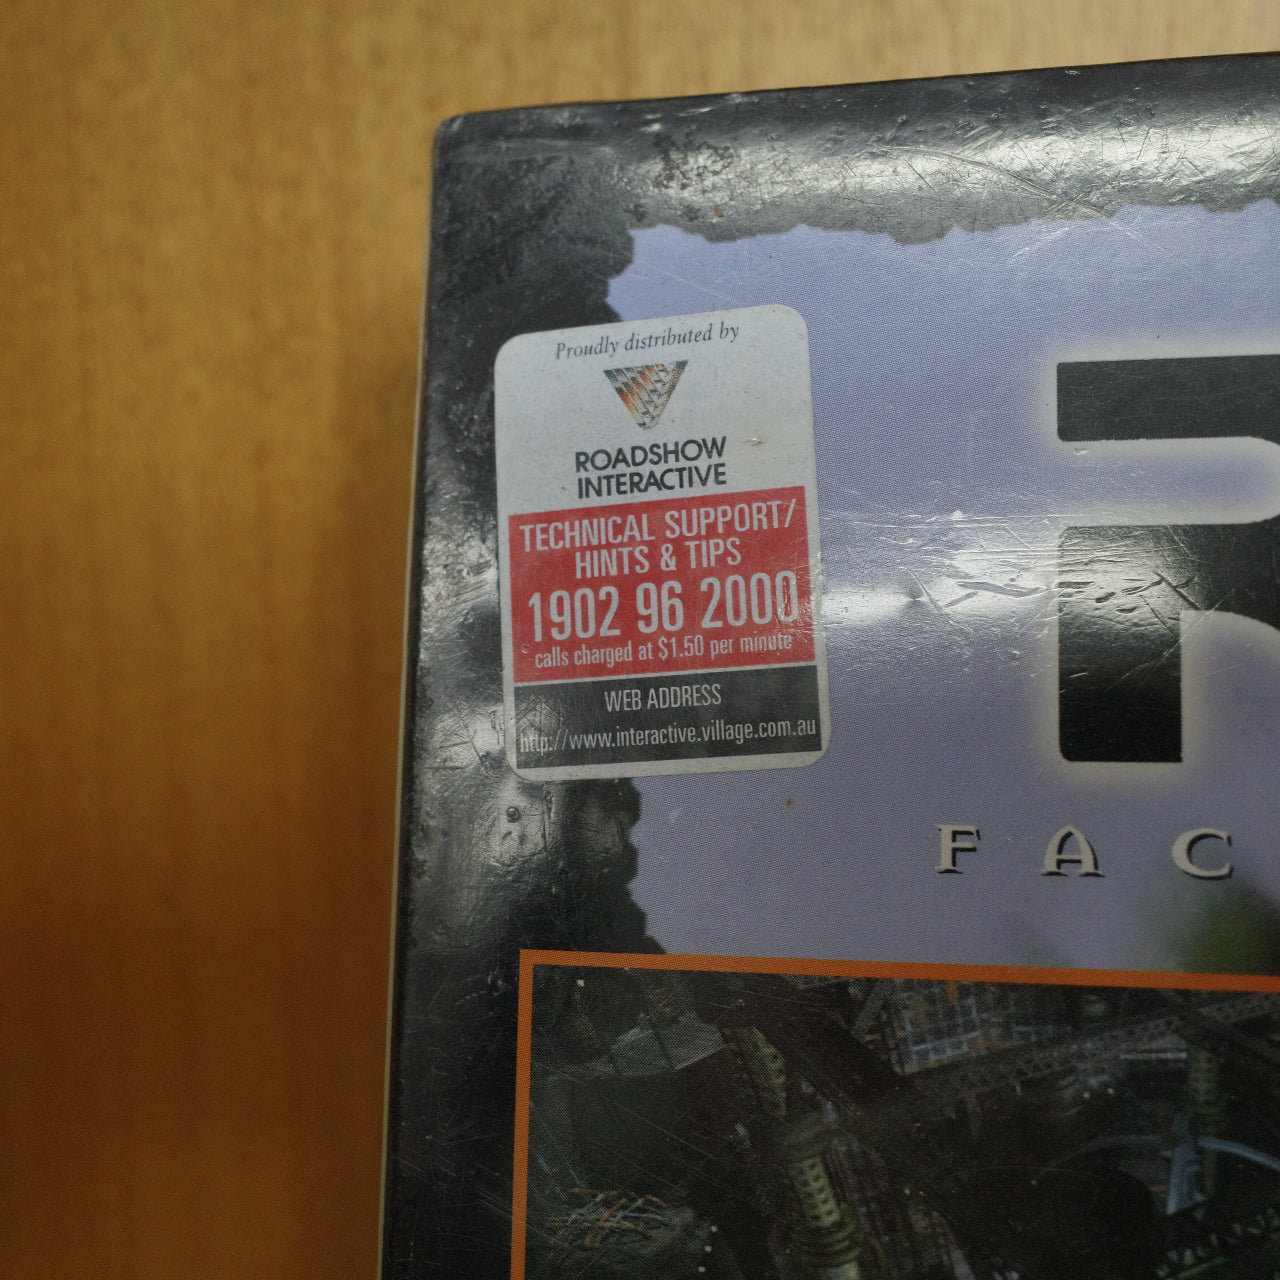 Proudly distributed by
ROADSHOW
INTERACTIVE
TECHNICAL SUPPORT/
HINTS & TIPS
1902 96 2000
calls charged at $1.50 per minute
WEB ADDRESS
http://www.interactive.village.com.au
R
FAC